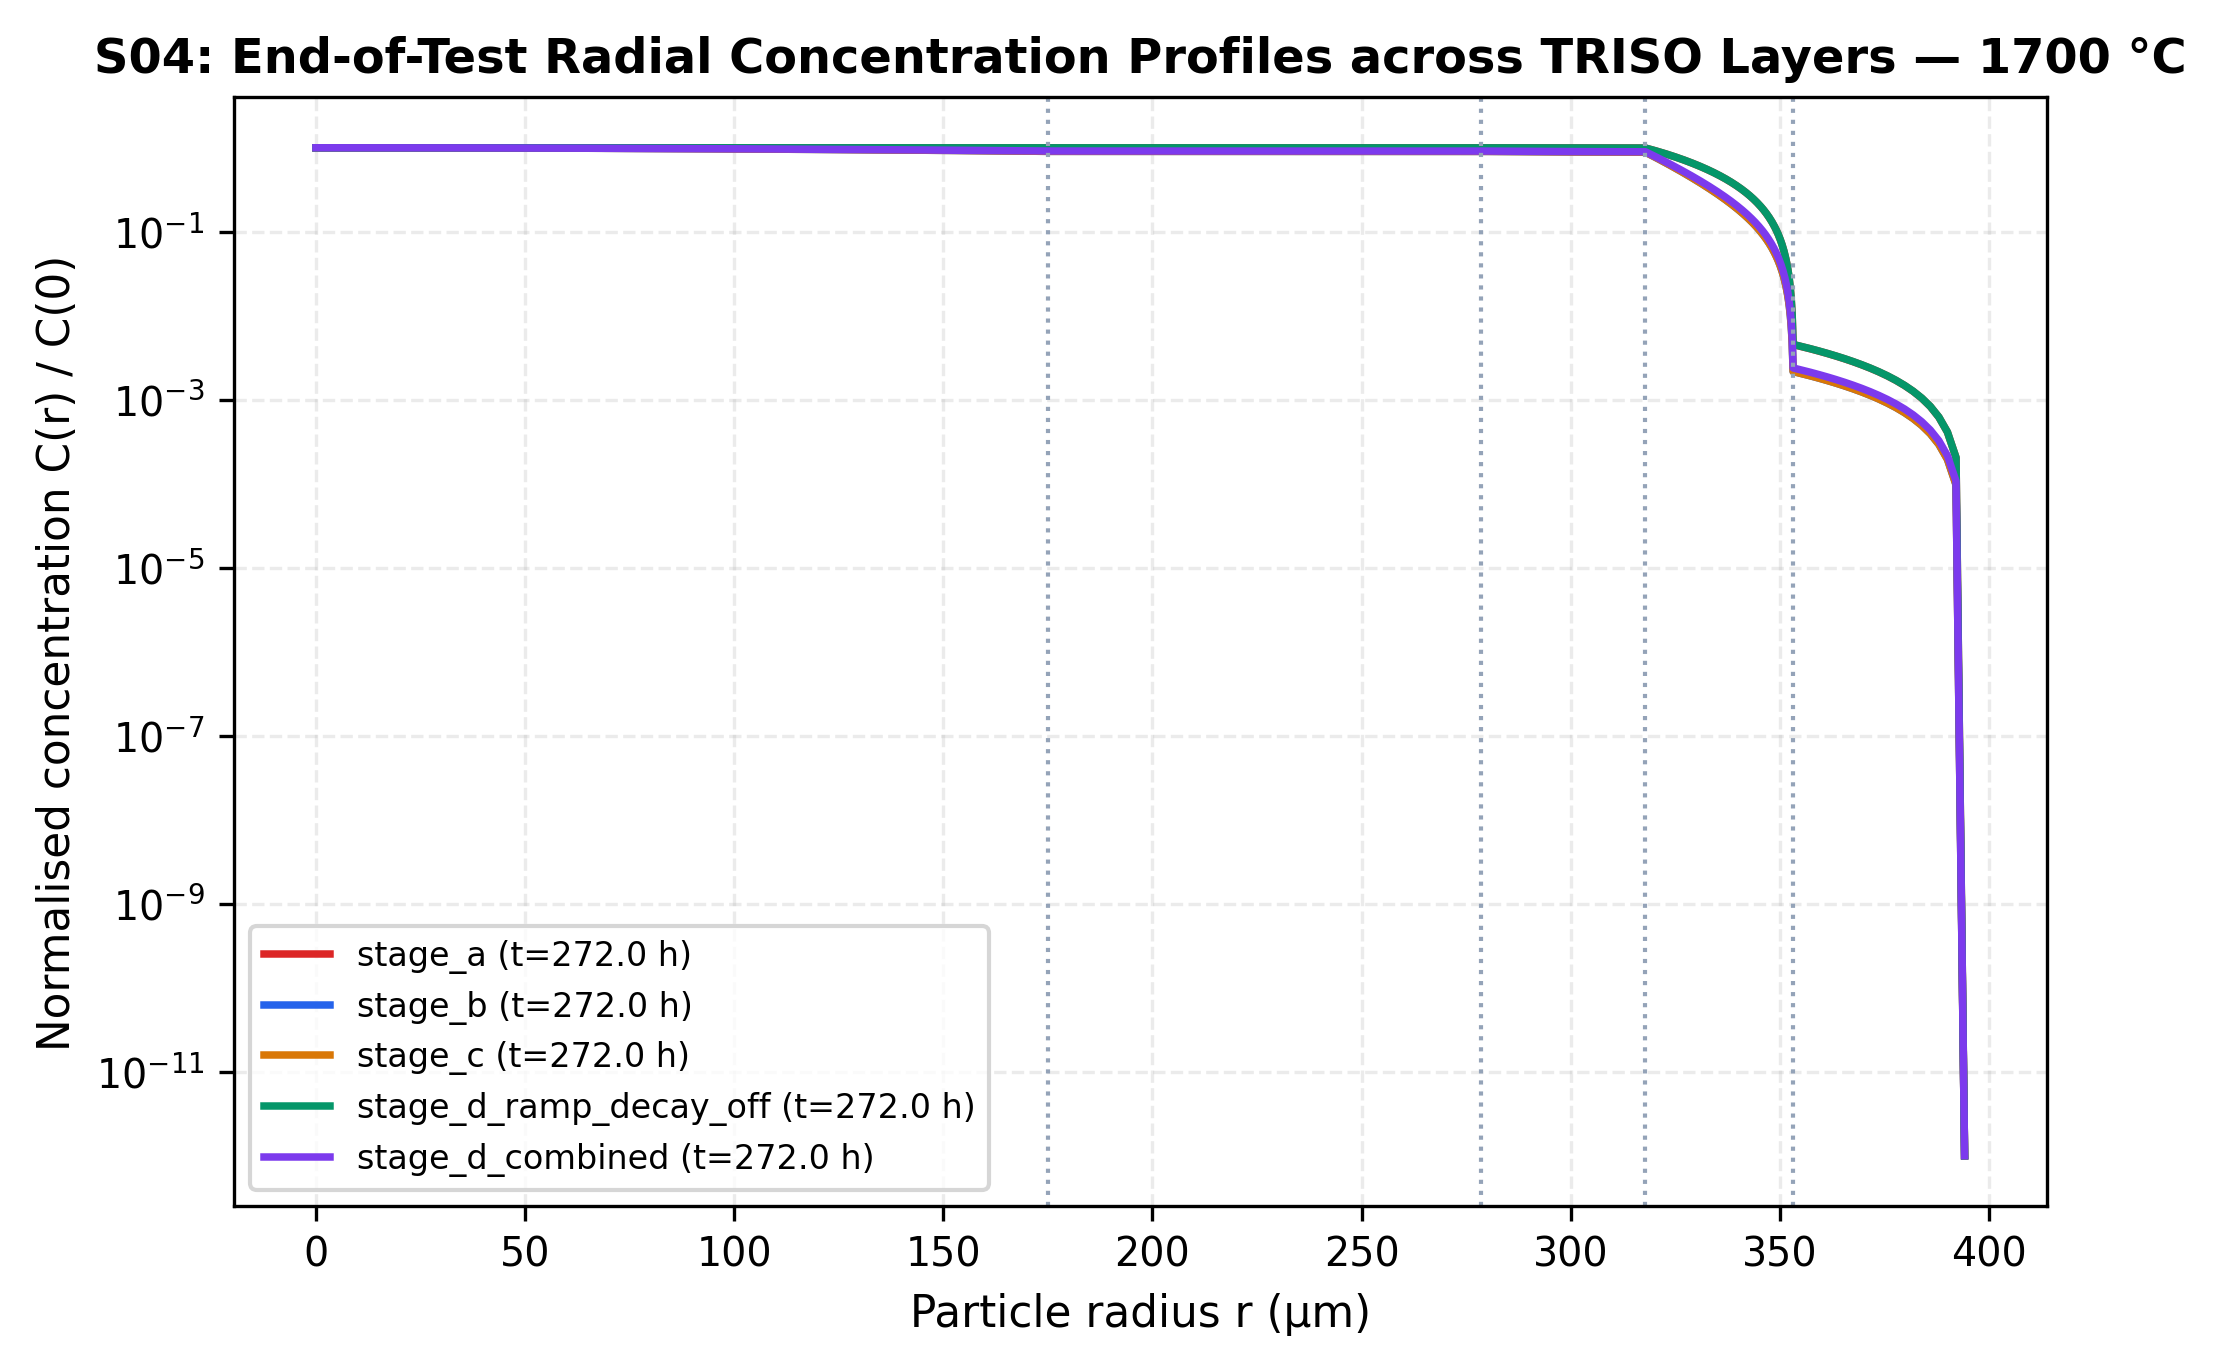 S04: End-of-Test Radial Concentration Profiles across TRISO Layers — 1700 °C
Normalised concentration C(r) / C(0)
10⁻¹
10⁻³
10⁻⁵
10⁻⁷
10⁻⁹
10⁻¹¹
stage_a (t=272.0 h)
stage_b (t=272.0 h)
stage_c (t=272.0 h)
stage_d_ramp_decay_off (t=272.0 h)
stage_d_combined (t=272.0 h)
0 50 100 150 200 250 300 350 400
Particle radius r (µm)